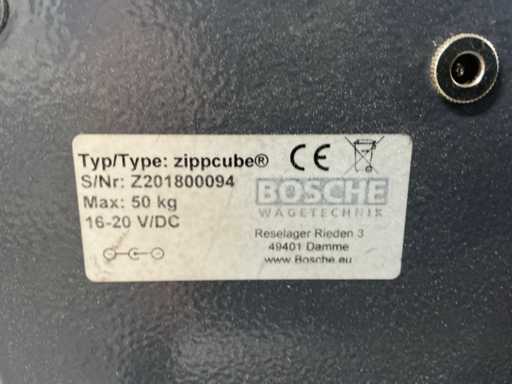 Typ/Type: zippcube®
S/Nr: Z201800094
Max: 50 kg
16-20 V/DC
CE
BOSCHE
WÄGETECHNIK
Reselager Rieden 3
49401 Damme
www.Bosche.eu